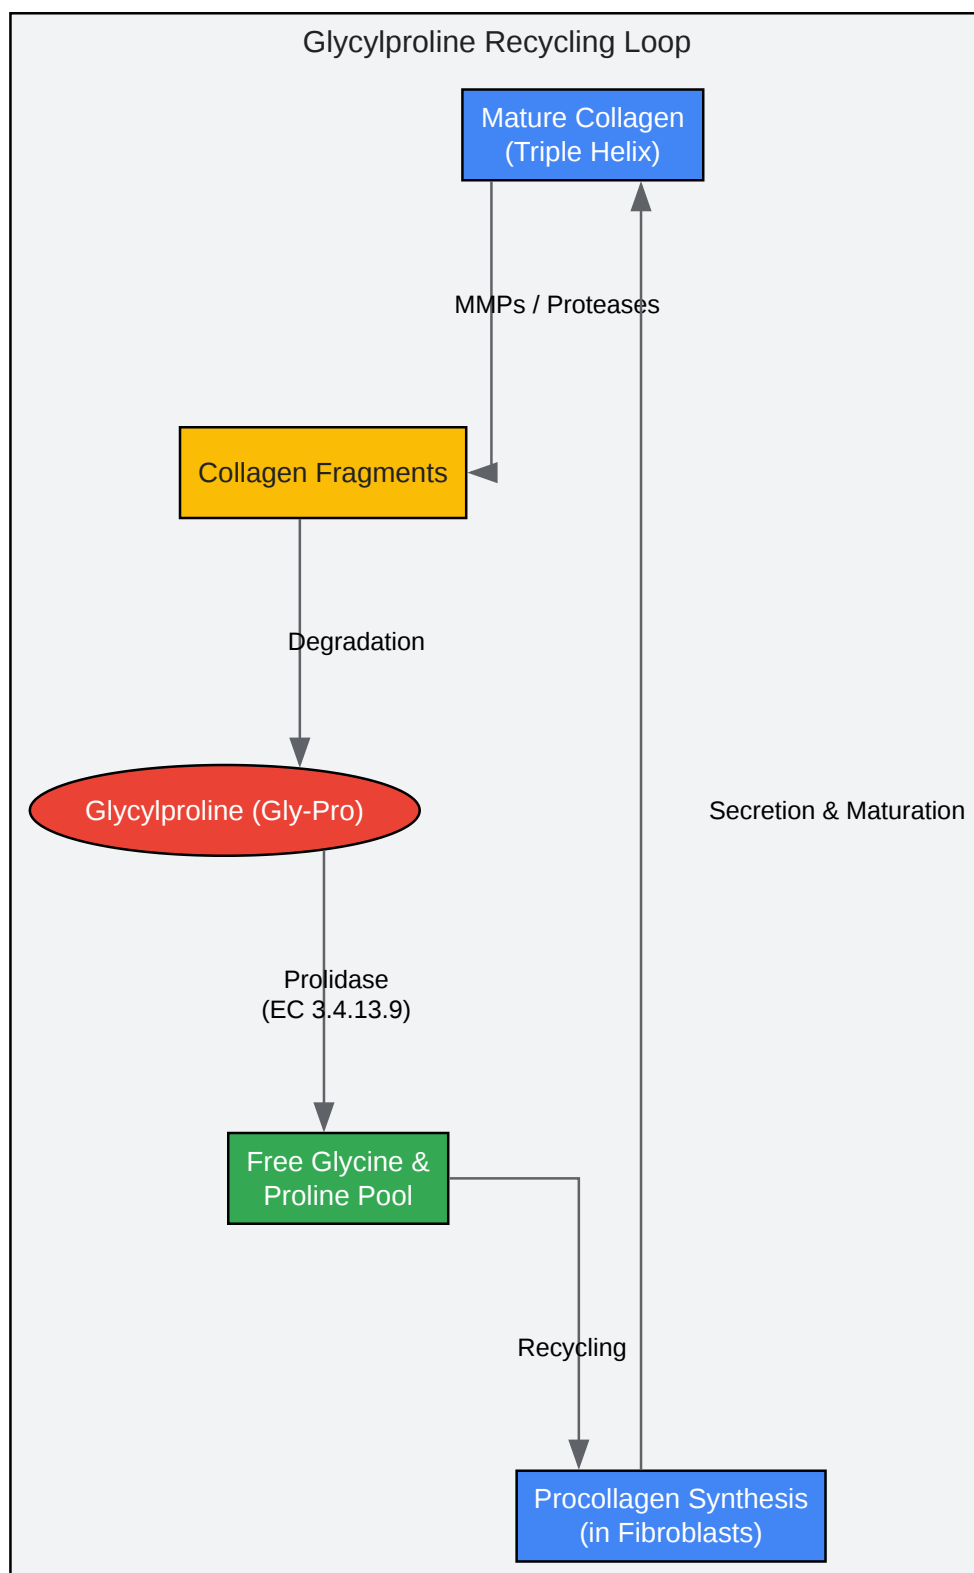 Glycylproline Recycling Loop
Mature Collagen
(Triple Helix)
MMPs / Proteases
Collagen Fragments
Degradation
Glycylproline (Gly-Pro)
Secretion & Maturation
Prolidase
(EC 3.4.13.9)
Free Glycine &
Proline Pool
Recycling
Procollagen Synthesis
(in Fibroblasts)